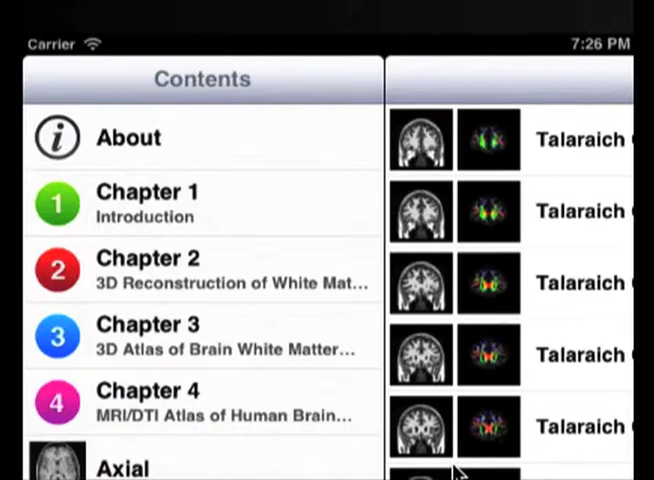 Carrier
7:26 PM
Contents
About
1
Chapter 1
Introduction
2
Chapter 2
3D Reconstruction of White Mat...
3
Chapter 3
3D Atlas of Brain White Matter...
4
Chapter 4
MRI/DTI Atlas of Human Brain...
Axial
Talaraich
Talaraich
Talaraich
Talaraich
Talaraich